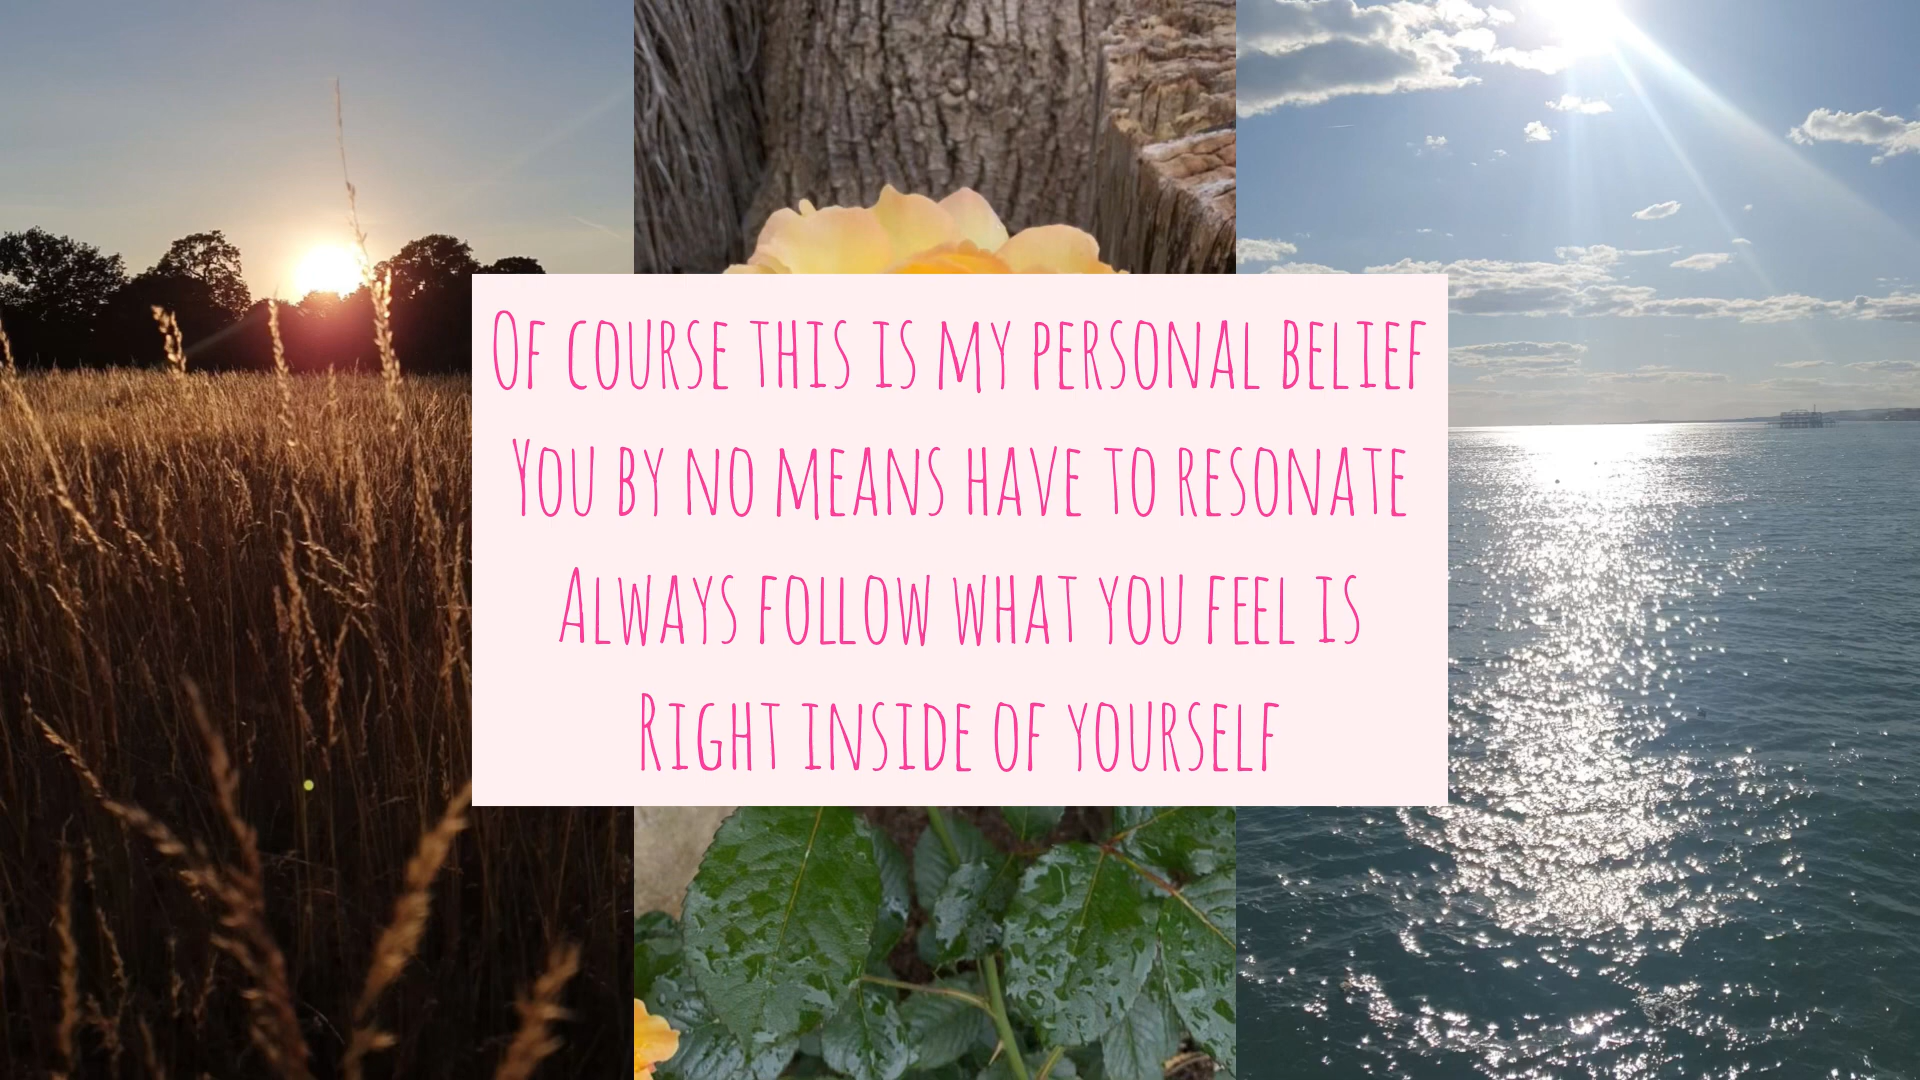 Of course this is my personal belief
You by no means have to resonate
Always follow what you feel is
Right inside of yourself